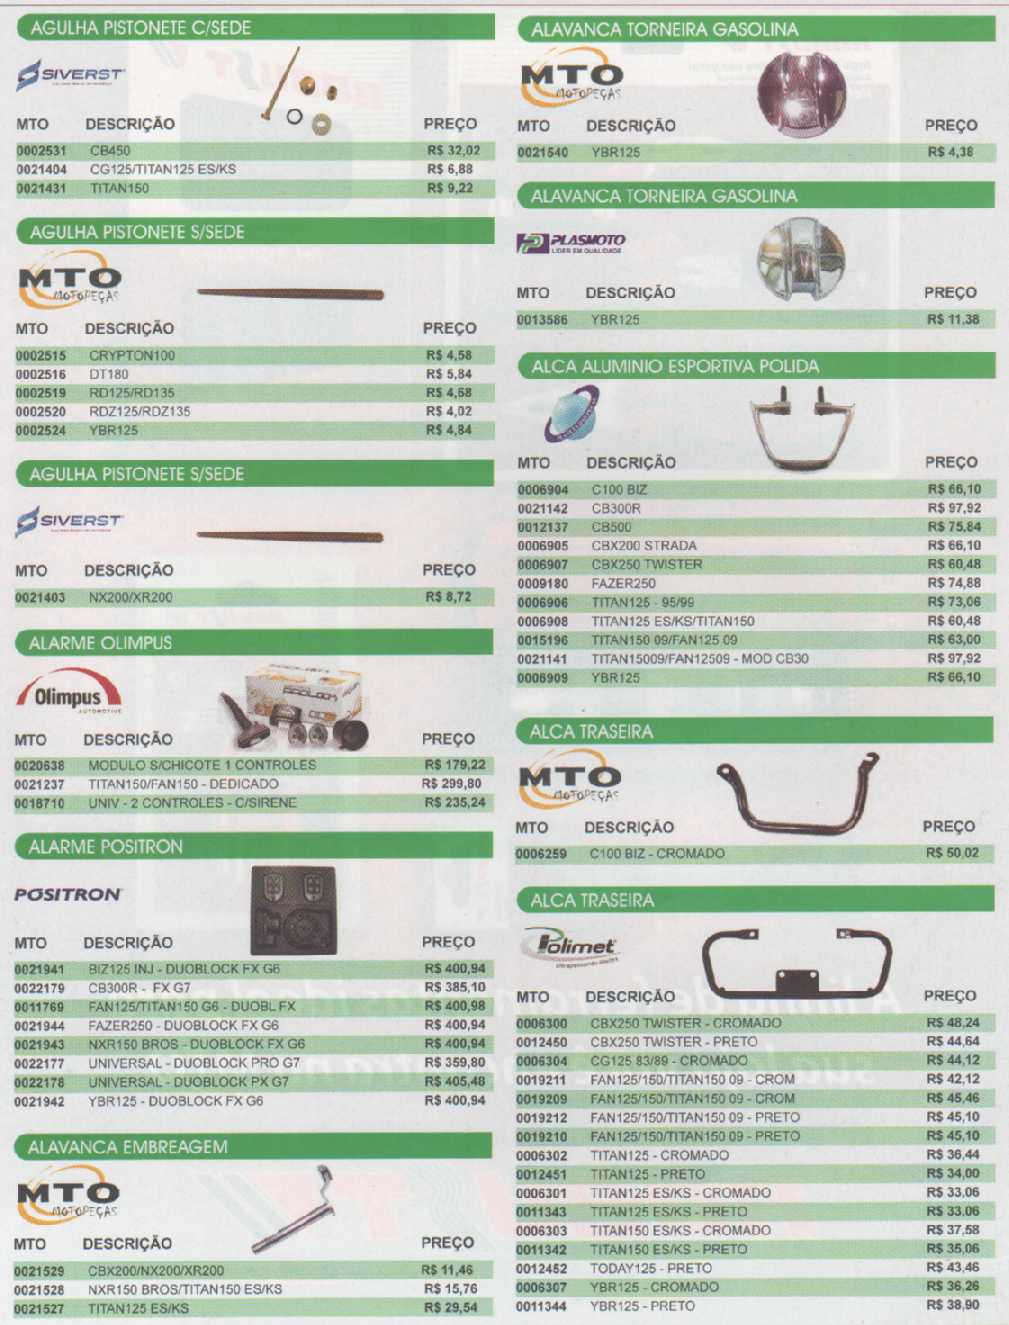 AGULHA PISTONETE C/SEDE
SIVERST
MTO DESCRIÇÃO PREÇO
0002531 CB450 R$ 32,02
0021404 CG125/TITAN125 ES/KS R$ 6,88
0021431 TITAN150 R$ 9,22
AGULHA PISTONETE S/SEDE
MTO
MOTOPEÇAS
MTO DESCRIÇÃO PREÇO
0002515 CRYPTON100 R$ 4,58
0002516 DT180 R$ 5,84
0002519 RD125/RD135 R$ 4,58
0002520 RDZ125/RDZ135 R$ 4,02
0002524 YBR125 R$ 4,84
AGULHA PISTONETE S/SEDE
SIVERST
MTO DESCRIÇÃO PREÇO
0021403 NX200/XR200 R$ 8,72
ALARME OLIMPUS
Olimpus
AUTOMOTIVE
MTO DESCRIÇÃO PREÇO
0020638 MODULO S/CHICOTE 1 CONTROLES R$ 179,22
0021237 TITAN150/FAN150 - DEDICADO R$ 299,80
0018710 UNIV - 2 CONTROLES - C/SIRENE R$ 235,24
ALARME POSITRON
PÓSITRON
MTO DESCRIÇÃO PREÇO
0021941 BIZ125 INJ - DUOBLOCK FX G6 R$ 400,94
0022179 CB300R - FX G7 R$ 385,10
0011769 FAN125/TITAN150 G6 - DUOBL FX R$ 400,98
0021944 FAZER250 - DUOBLOCK FX G6 R$ 400,94
0021943 NXR150 BROS - DUOBLOCK FX G6 R$ 400,94
0022177 UNIVERSAL - DUOBLOCK PRO G7 R$ 359,80
0022178 UNIVERSAL - DUOBLOCK PX G7 R$ 405,48
0021942 YBR125 - DUOBLOCK FX G6 R$ 400,94
ALAVANCA EMBREAGEM
MTO
MOTOPEÇAS
MTO DESCRIÇÃO PREÇO
0021529 CBX200/NX200/XR200 R$ 11,46
0021528 NXR150 BROS/TITAN150 ES/KS R$ 15,76
0021527 TITAN125 ES/KS R$ 29,54
ALAVANCA TORNEIRA GASOLINA
MTO
MOTOPEÇAS
MTO DESCRIÇÃO PREÇO
0021540 YBR125 R$ 4,38
ALAVANCA TORNEIRA GASOLINA
PLASMOTO
LÍDER EM QUALIDADE
MTO DESCRIÇÃO PREÇO
0013586 YBR125 R$ 11,38
ALCA ALUMINIO ESPORTIVA POLIDA
MTO DESCRIÇÃO PREÇO
0006904 C100 BIZ R$ 66,10
0021142 CB300R R$ 97,92
0012137 CB500 R$ 75,84
0006905 CBX200 STRADA R$ 66,10
0006907 CBX250 TWISTER R$ 60,48
0009180 FAZER250 R$ 74,88
0006906 TITAN125 - 95/99 R$ 73,06
0006908 TITAN125 ES/KS/TITAN150 R$ 60,48
0015196 TITAN150 09/FAN125 09 R$ 63,00
0021141 TITAN15009/FAN12509 - MOD CB30 R$ 97,92
0006909 YBR125 R$ 66,10
ALCA TRASEIRA
MTO
MOTOPEÇAS
MTO DESCRIÇÃO PREÇO
0006259 C100 BIZ - CROMADO R$ 50,02
ALCA TRASEIRA
Polimet
MTO DESCRIÇÃO PREÇO
0006300 CBX250 TWISTER - CROMADO R$ 48,24
0012450 CBX250 TWISTER - PRETO R$ 44,64
0006304 CG125 83/89 - CROMADO R$ 44,12
0019211 FAN125/150/TITAN150 09 - CROM R$ 42,12
0019209 FAN125/150/TITAN150 09 - CROM R$ 45,46
0019212 FAN125/150/TITAN150 09 - PRETO R$ 45,10
0019210 FAN125/150/TITAN150 09 - PRETO R$ 45,10
0006302 TITAN125 - CROMADO R$ 36,44
0012451 TITAN125 - PRETO R$ 34,00
0006301 TITAN125 ES/KS - CROMADO R$ 33,06
0011343 TITAN125 ES/KS - PRETO R$ 33,06
0006303 TITAN150 ES/KS - CROMADO R$ 37,58
0011342 TITAN150 ES/KS - PRETO R$ 35,06
0012452 TODAY125 - PRETO R$ 43,46
0006307 YBR125 - CROMADO R$ 36,26
0011344 YBR125 - PRETO R$ 38,90